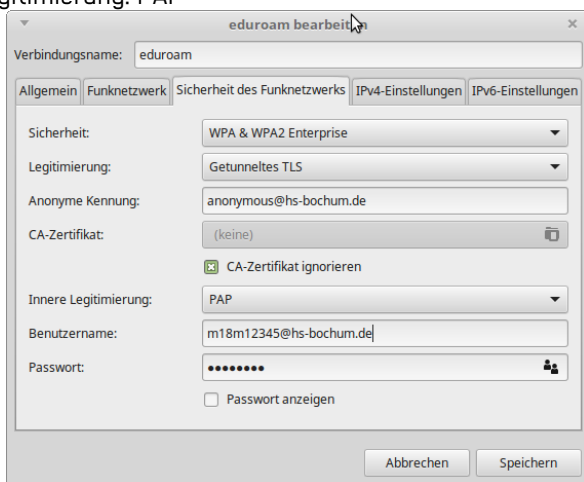 gitimierung: PAP
eduroam bearbeiten
Verbindungsname: eduroam
Allgemein Funknetzwerk Sicherheit des Funknetzwerks IPv4-Einstellungen IPv6-Einstellungen
Sicherheit: WPA & WPA2 Enterprise
Legitimierung: Getunneltes TLS
Anonyme Kennung: anonymous@hs-bochum.de
CA-Zertifikat: (keine)
CA-Zertifikat ignorieren
Innere Legitimierung: PAP
Benutzername: m18m12345@hs-bochum.de
Passwort: ••••••••
Passwort anzeigen
Abbrechen Speichern